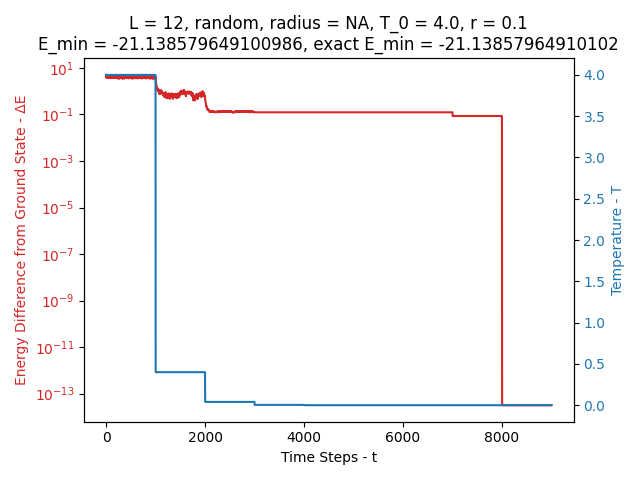 L = 12, random, radius = NA, T_0 = 4.0, r = 0.1
E_min = -21.138579649100986, exact E_min = -21.13857964910102
10¹
10⁻¹
10⁻³
10⁻⁵
10⁻⁷
10⁻⁹
10⁻¹¹
10⁻¹³
Energy Difference from Ground State - ΔE
4.0
3.5
3.0
2.5
2.0
1.5
1.0
0.5
0.0
Temperature - T
0 2000 4000 6000 8000
Time Steps - t